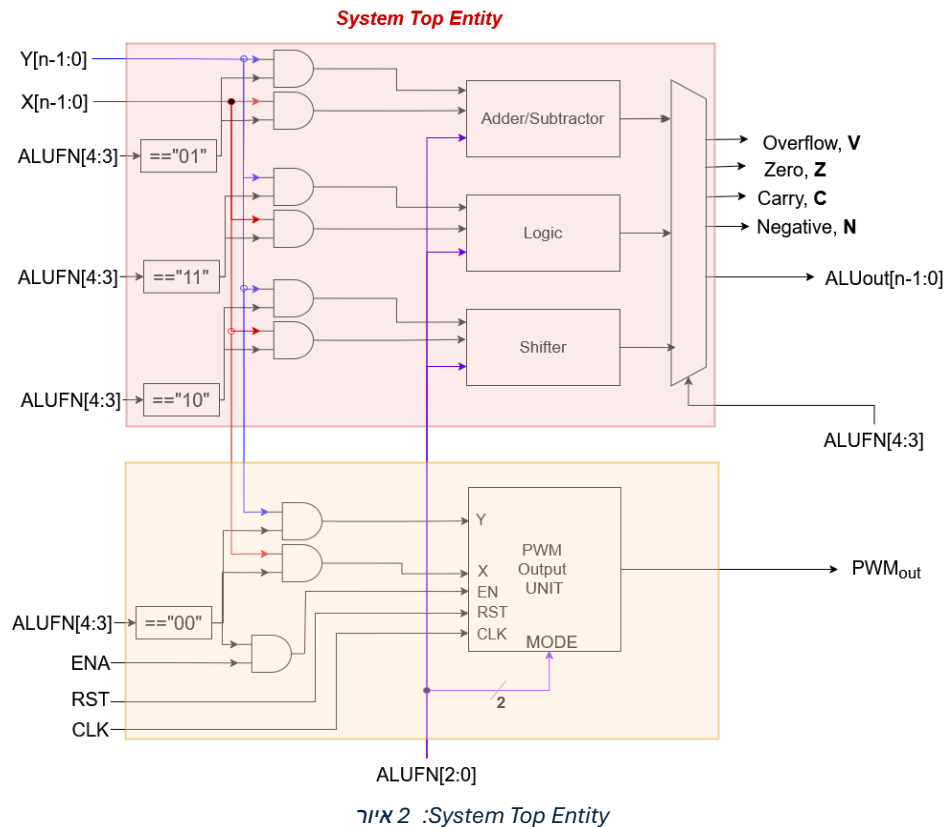 System Top Entity
Y[n-1:0]
X[n-1:0]
ALUFN[4:3]
=="01"
Adder/Subtractor
Overflow, V
Zero, Z
Carry, C
Negative, N
Logic
ALUFN[4:3]
=="11"
ALUout[n-1:0]
Shifter
ALUFN[4:3]
=="10"
ALUFN[4:3]
Y
PWM
Output
UNIT
X
EN
RST
CLK
MODE
PWMout
ALUFN[4:3]
=="00"
ENA
RST
CLK
2
ALUFN[2:0]
איור 2 :System Top Entity